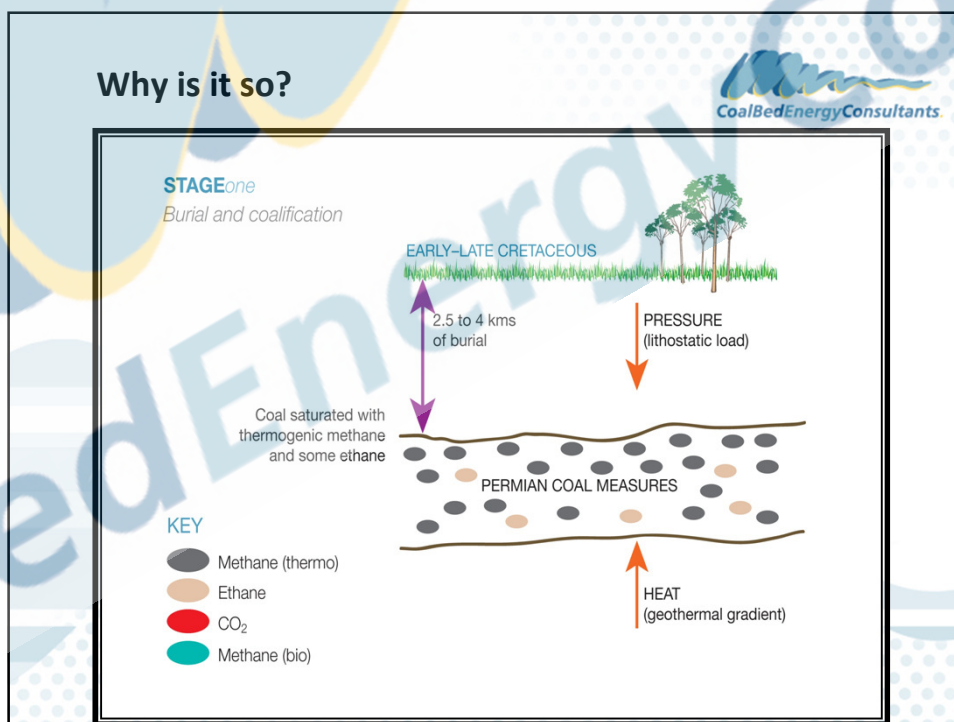 Why is it so?
CoalBedEnergyConsultants.
STAGEone
Burial and coalification
EARLY–LATE CRETACEOUS
2.5 to 4 kms
of burial
PRESSURE
(lithostatic load)
Coal saturated with
thermogenic methane
and some ethane
PERMIAN COAL MEASURES
KEY
Methane (thermo)
Ethane
CO₂
Methane (bio)
HEAT
(geothermal gradient)
edEnergyCo